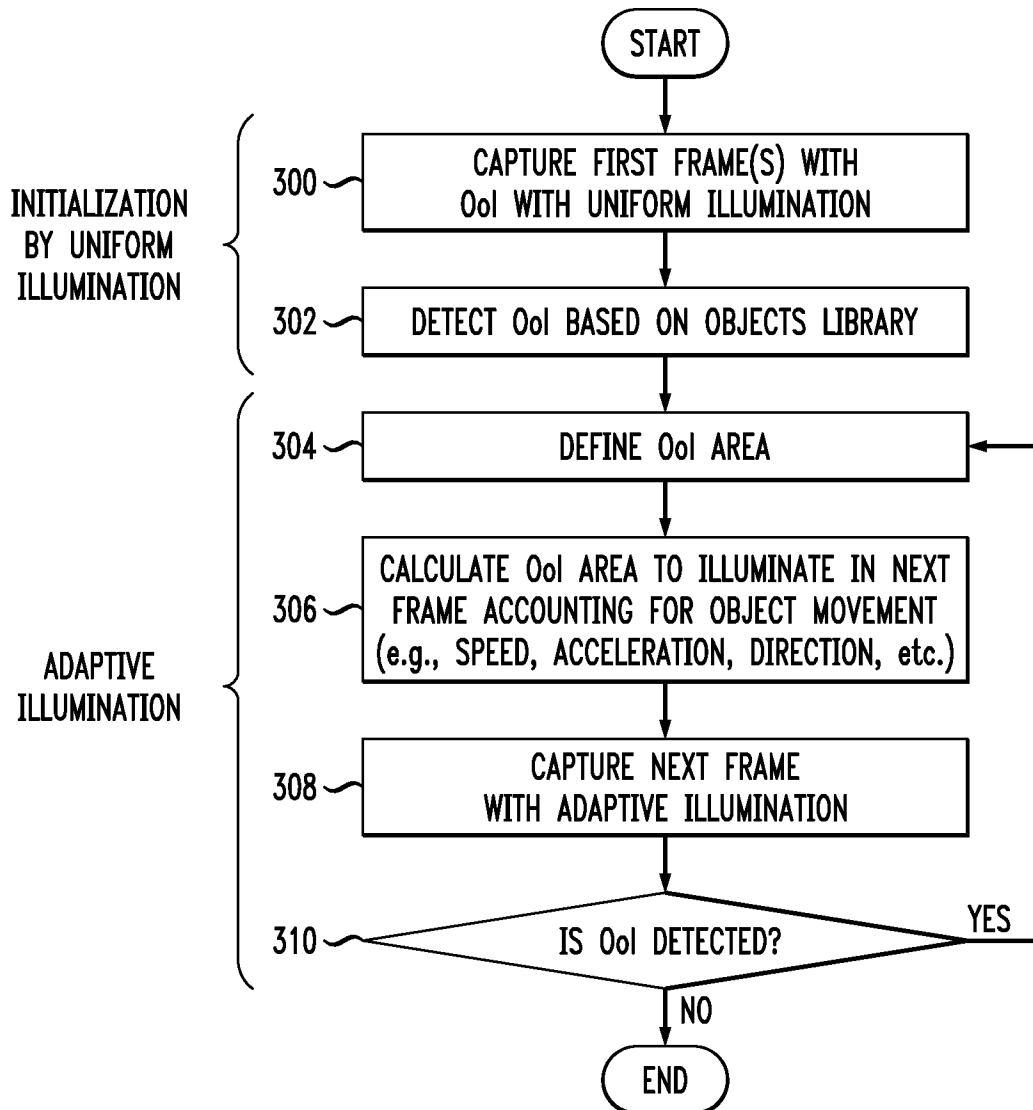 START
INITIALIZATION
BY UNIFORM
ILLUMINATION
300
CAPTURE FIRST FRAME(S) WITH
OoI WITH UNIFORM ILLUMINATION
302
DETECT OoI BASED ON OBJECTS LIBRARY
ADAPTIVE
ILLUMINATION
304
DEFINE OoI AREA
306
CALCULATE OoI AREA TO ILLUMINATE IN NEXT
FRAME ACCOUNTING FOR OBJECT MOVEMENT
(e.g., SPEED, ACCELERATION, DIRECTION, etc.)
308
CAPTURE NEXT FRAME
WITH ADAPTIVE ILLUMINATION
310
IS OoI DETECTED?
YES
NO
END